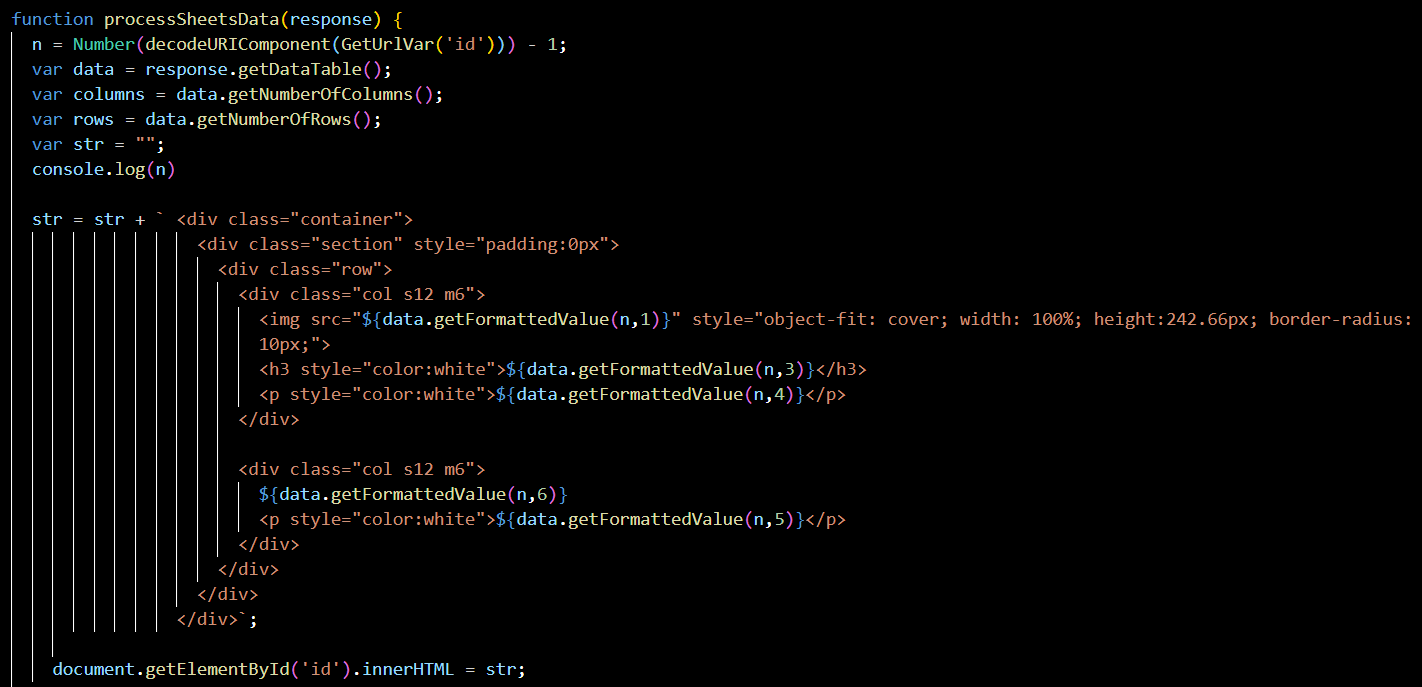 function processSheetsData(response) {
n = Number(decodeURIComponent(GetUrlVar('id'))) - 1;
var data = response.getDataTable();
var columns = data.getNumberOfColumns();
var rows = data.getNumberOfRows();
var str = "";
console.log(n)
str = str + ` <div class="container">
<div class="section" style="padding:0px">
<div class="row">
<div class="col s12 m6">
<img src="${data.getFormattedValue(n,1)}" style="object-fit: cover; width: 100%; height:242.66px; border-radius:
10px;">
<h3 style="color:white">${data.getFormattedValue(n,3)}</h3>
<p style="color:white">${data.getFormattedValue(n,4)}</p>
</div>
<div class="col s12 m6">
${data.getFormattedValue(n,6)}
<p style="color:white">${data.getFormattedValue(n,5)}</p>
</div>
</div>
</div>
</div>`;
document.getElementById('id').innerHTML = str;